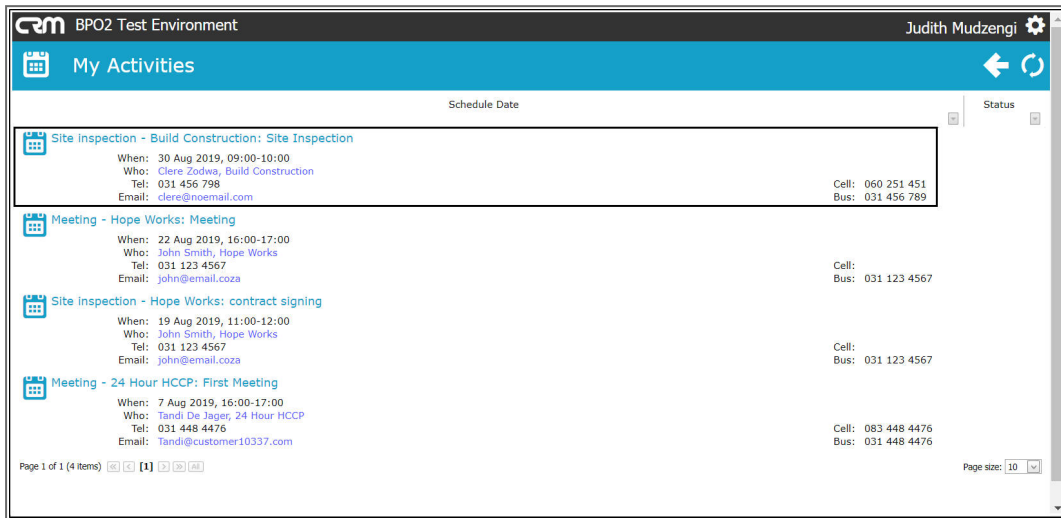 CRM BPO2 Test Environment Judith Mudzengi
My Activities
Schedule Date Status
Site inspection - Build Construction: Site Inspection
When: 30 Aug 2019, 09:00-10:00
Who: Clere Zodwa, Build Construction
Tel: 031 456 798 Cell: 060 251 451
Email: clere@noemail.com Bus: 031 456 789
Meeting - Hope Works: Meeting
When: 22 Aug 2019, 16:00-17:00
Who: John Smith, Hope Works
Tel: 031 123 4567 Cell:
Email: john@email.coza Bus: 031 123 4567
Site inspection - Hope Works: contract signing
When: 19 Aug 2019, 11:00-12:00
Who: John Smith, Hope Works
Tel: 031 123 4567 Cell:
Email: john@email.coza Bus: 031 123 4567
Meeting - 24 Hour HCCP: First Meeting
When: 7 Aug 2019, 16:00-17:00
Who: Tandi De Jager, 24 Hour HCCP
Tel: 031 448 4476 Cell: 083 448 4476
Email: Tandi@customer10337.com Bus: 031 448 4476
Page 1 of 1 (4 items) [1] All Page size: 10